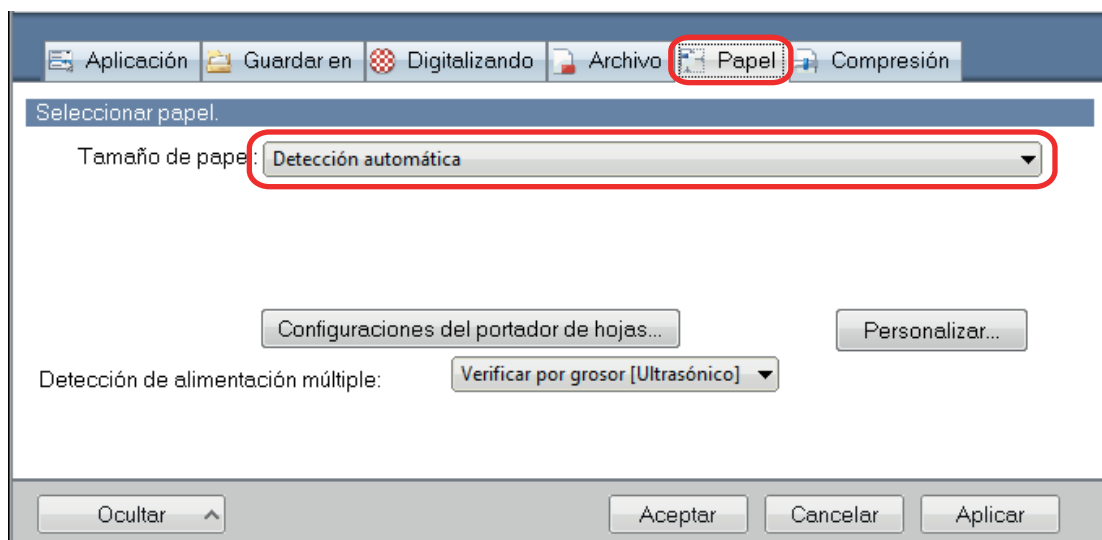 Aplicación Guardar en Digitalizando Archivo Papel Compresión
Seleccionar papel.
Tamaño de papel: Detección automática
Configuraciones del portador de hojas... Personalizar...
Detección de alimentación múltiple: Verificar por grosor [Ultrasónico]
Ocultar Aceptar Cancelar Aplicar